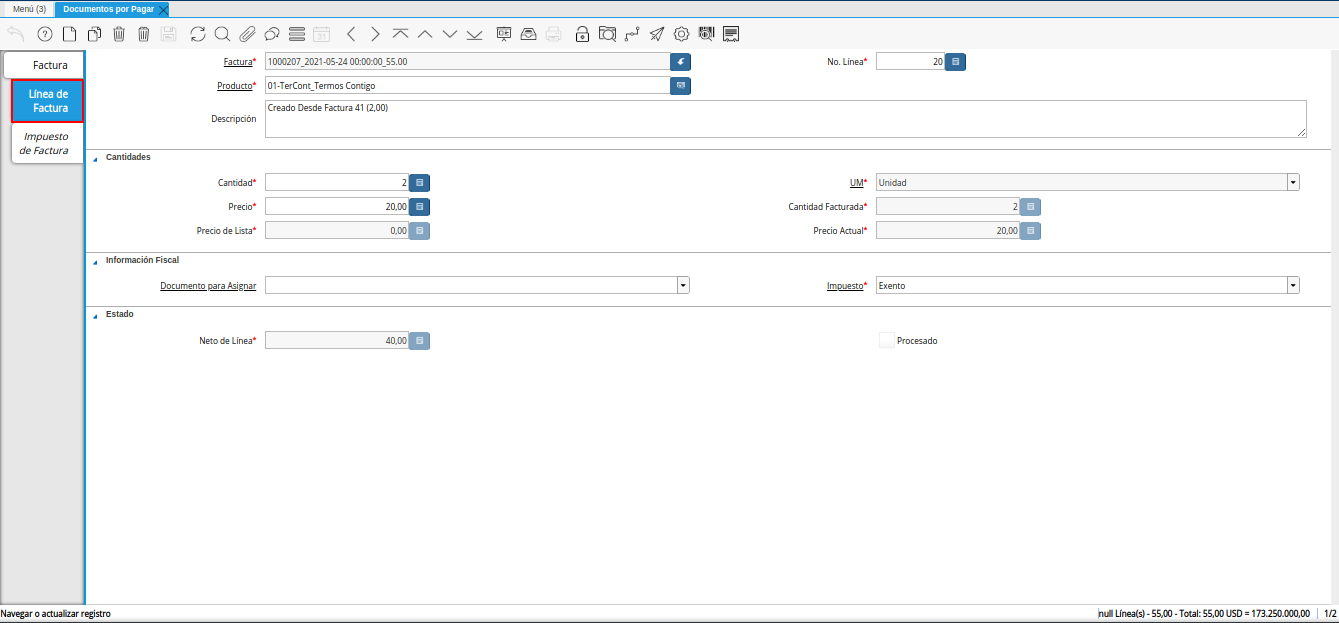 Menú (3) Documentos por Pagar
Factura
Línea de
Factura
Impuesto
de Factura
Factura* 1000207_2021-05-24 00:00:00_55.00 No. Línea* 20
Producto* 01-TerCont_Termos Contigo
Descripción Creado Desde Factura 41 (2,00)
Cantidades
Cantidad* 2 UM* Unidad
Precio* 20,00 Cantidad Facturada* 2
Precio de Lista* 0,00 Precio Actual* 20,00
Información Fiscal
Documento para Asignar Impuesto* Exento
Estado
Neto de Línea* 40,00 Procesado
Navegar o actualizar registro null Línea(s) - 55,00 - Total: 55,00 USD = 173.250.000,00 1/2